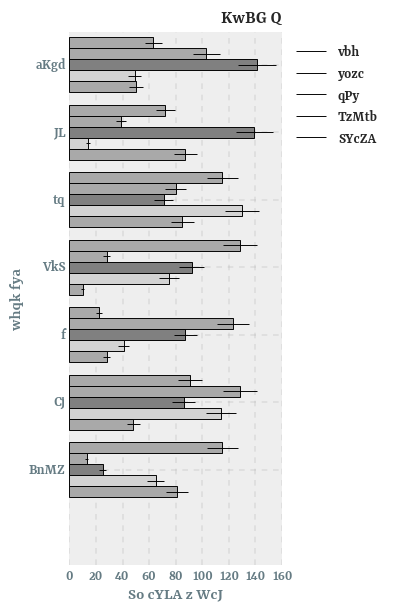 KwBG Q
vbh
yozc
qPy
TzMtb
SYcZA
aKgd
JL
tq
VkS
f
Cj
BnMZ
whqk fya
0 20 40 60 80 100 120 140 160
So cYLA z WcJ